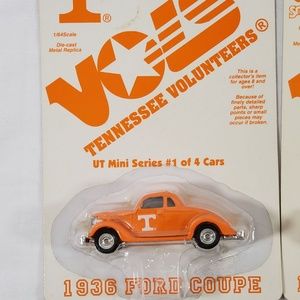 T®
1/64 Scale
Die-cast
Metal Replica
VOLS
TENNESSEE VOLUNTEERS®
This is a
collector's item
for ages 8 and
over!
Because of
finely detailed
parts, sharp
points or small
pieces may
occur if broken.
UT Mini Series #1 of 4 Cars
T
1936 FORD COUPE